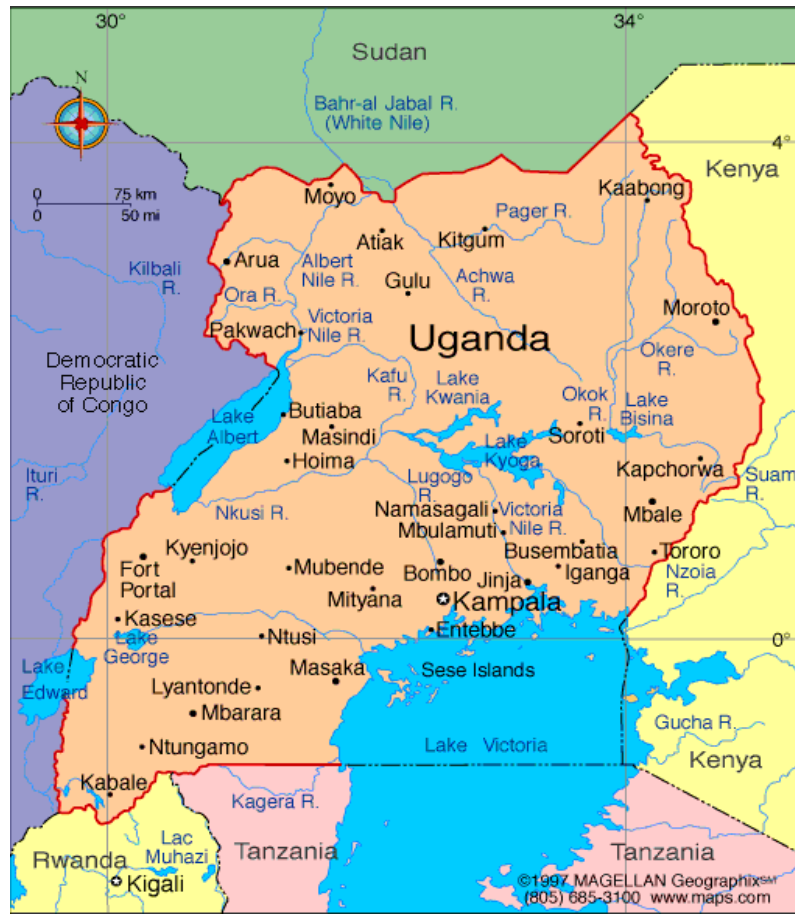 30°
34°
Sudan
N
Bahr-al Jabal R.
(White Nile)
4°
Kenya
0
75 km
0
50 mi
Moyo
Kaabong
Pager R.
Atiak
Kitgum
Arua
Albert
Nile R.
Kilbali
R.
Achwa
R.
Gulu
Ora R.
Moroto
Pakwach
Victoria
Nile R.
Uganda
Okere
R.
Democratic
Republic
of Congo
Kafu
R.
Lake
Kwania
Okok
R.
Lake
Bisina
Lake
Albert
Butiaba
Masindi
Soroti
Lake
Kyoga
Hoima
Kapchorwa
Ituri
R.
Lugogo
R.
Suam
R.
Nkusi R.
Namasagali
Victoria
Nile R.
Mbulamuti
Mbale
Kyenjojo
Busembatia
Tororo
Fort
Portal
Mubende
Bombo
Jinja
Iganga
Nzoia
R.
Mityana
Kampala
Kasese
Lake
George
Ntusi
Entebbe
0°
Lake
Edward
Masaka
Sese Islands
Lyantonde
Mbarara
Gucha R.
Ntungamo
Lake Victoria
Kenya
Kabale
Kagera R.
Lac
Muhazi
Rwanda
Tanzania
Tanzania
Kigali
©1997 MAGELLAN Geographix℠
(805) 685-3100 www.maps.com